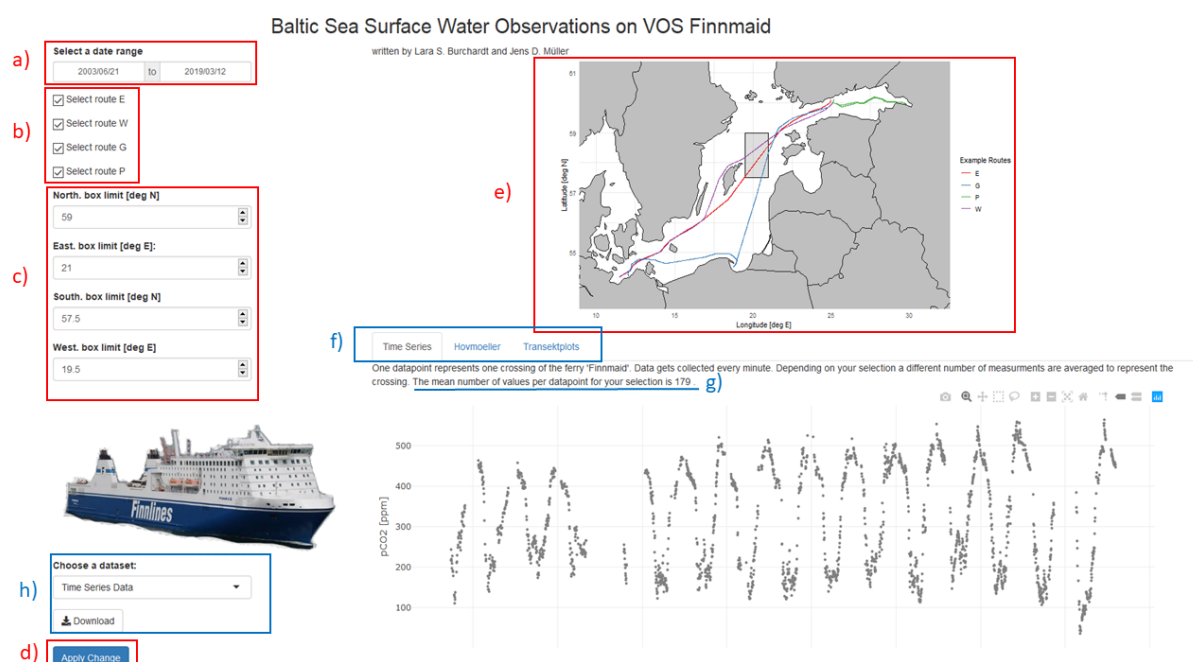 Baltic Sea Surface Water Observations on VOS Finnmaid
written by Lara S. Burchardt and Jens D. Müller
a)
Select a date range
2003/06/21 to 2019/03/12
b)
Select route E
Select route W
Select route G
Select route P
c)
North. box limit [deg N]
59
East. box limit [deg E]:
21
South. box limit [deg N]
57.5
West. box limit [deg E]
19.5
e)
61
59
57
55
Latitude [deg N]
10 15 20 25 30
Longitude [deg E]
Example Routes
E
G
P
W
f)
Time Series Hovmoeller Transektplots
One datapoint represents one crossing of the ferry 'Finnmaid'. Data gets collected every minute. Depending on your selection a different number of measurments are averaged to represent the
crossing. The mean number of values per datapoint for your selection is 179 .
g)
500
400
300
200
100
pCO2 [ppm]
Finnlines
h)
Choose a dataset:
Time Series Data
Download
d)
Apply Change